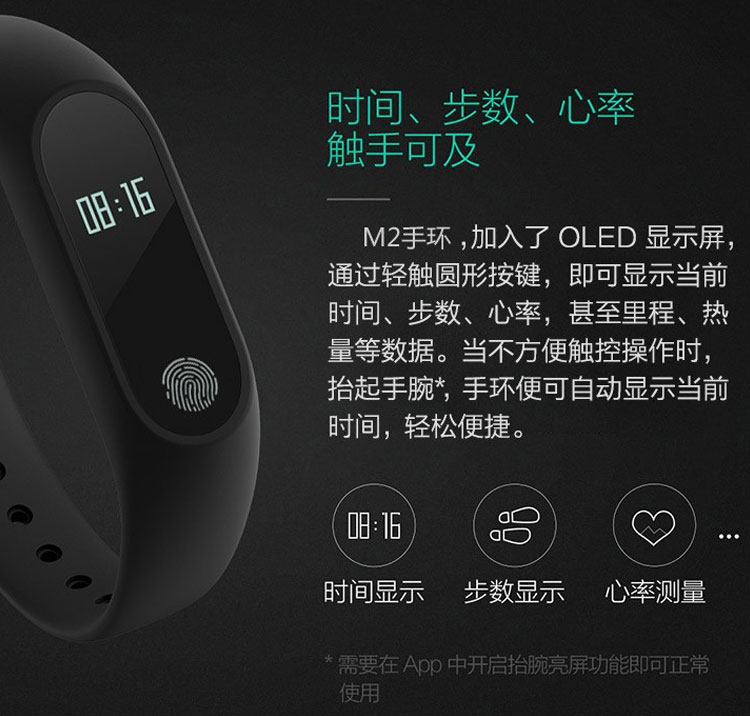 08:16
时间、步数、心率
触手可及
M2手环 ,加入了 OLED 显示屏，
通过轻触圆形按键，即可显示当前
时间、步数、心率，甚至里程、热
量等数据。当不方便触控操作时，
抬起手腕*, 手环便可自动显示当前
时间，轻松便捷。
08:16
...
时间显示 步数显示 心率测量
* 需要在 App 中开启抬腕亮屏功能即可正常
使用